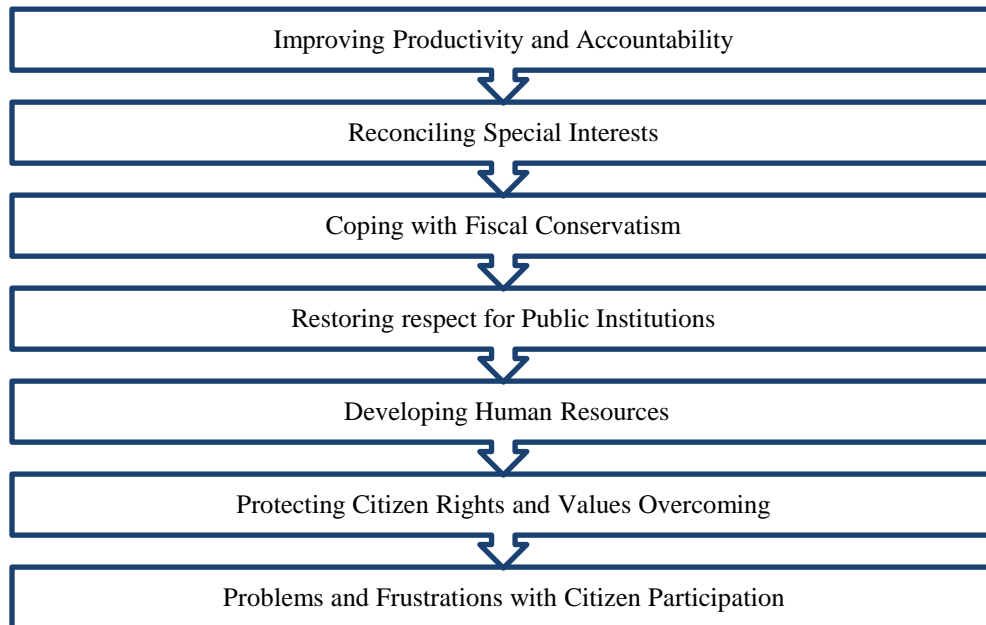 Improving Productivity and Accountability
Reconciling Special Interests
Coping with Fiscal Conservatism
Restoring respect for Public Institutions
Developing Human Resources
Protecting Citizen Rights and Values Overcoming
Problems and Frustrations with Citizen Participation